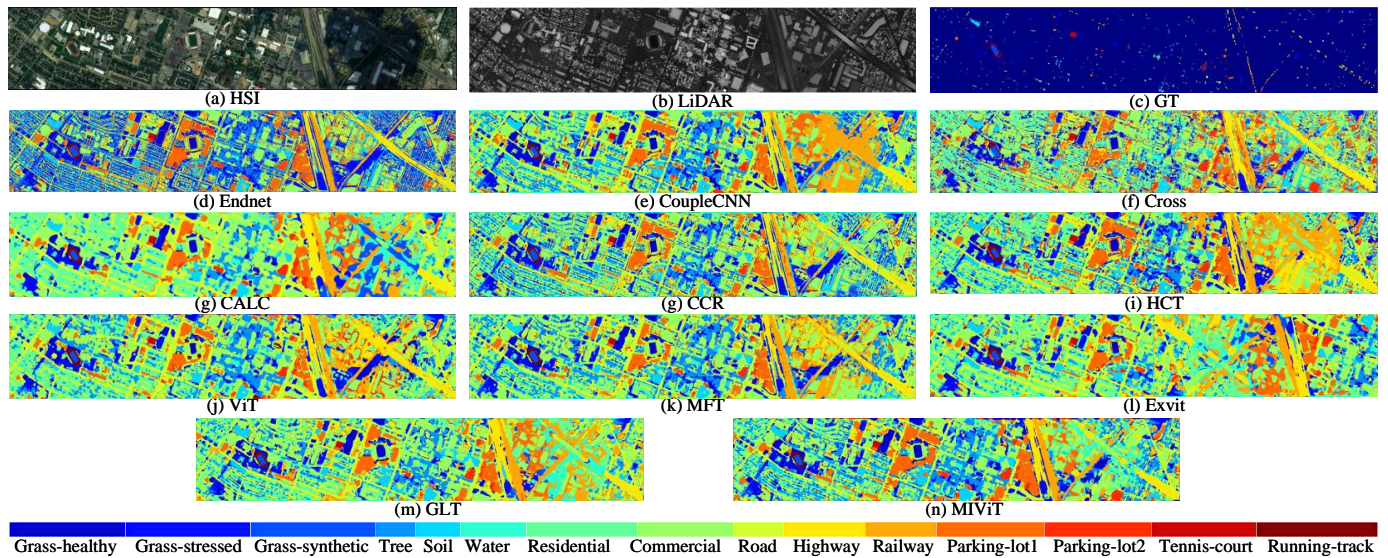 (a) HSI
(b) LiDAR
(c) GT
(d) Endnet
(e) CoupleCNN
(f) Cross
(g) CALC
(g) CCR
(i) HCT
(j) ViT
(k) MFT
(l) Exvit
(m) GLT
(n) MIViT
Grass-healthy Grass-stressed Grass-synthetic Tree Soil Water Residential Commercial Road Highway Railway Parking-lot1 Parking-lot2 Tennis-court Running-track